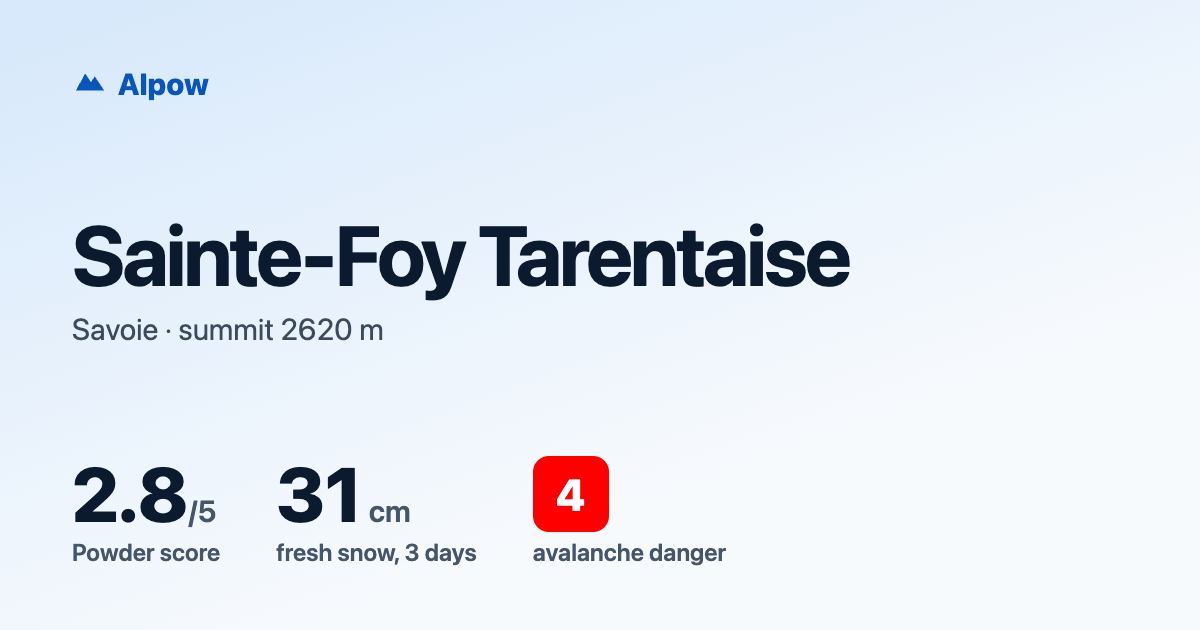 Alpow
Sainte-Foy Tarentaise
Savoie · summit 2620 m
2.8/5 31 cm 4
Powder score fresh snow, 3 days avalanche danger